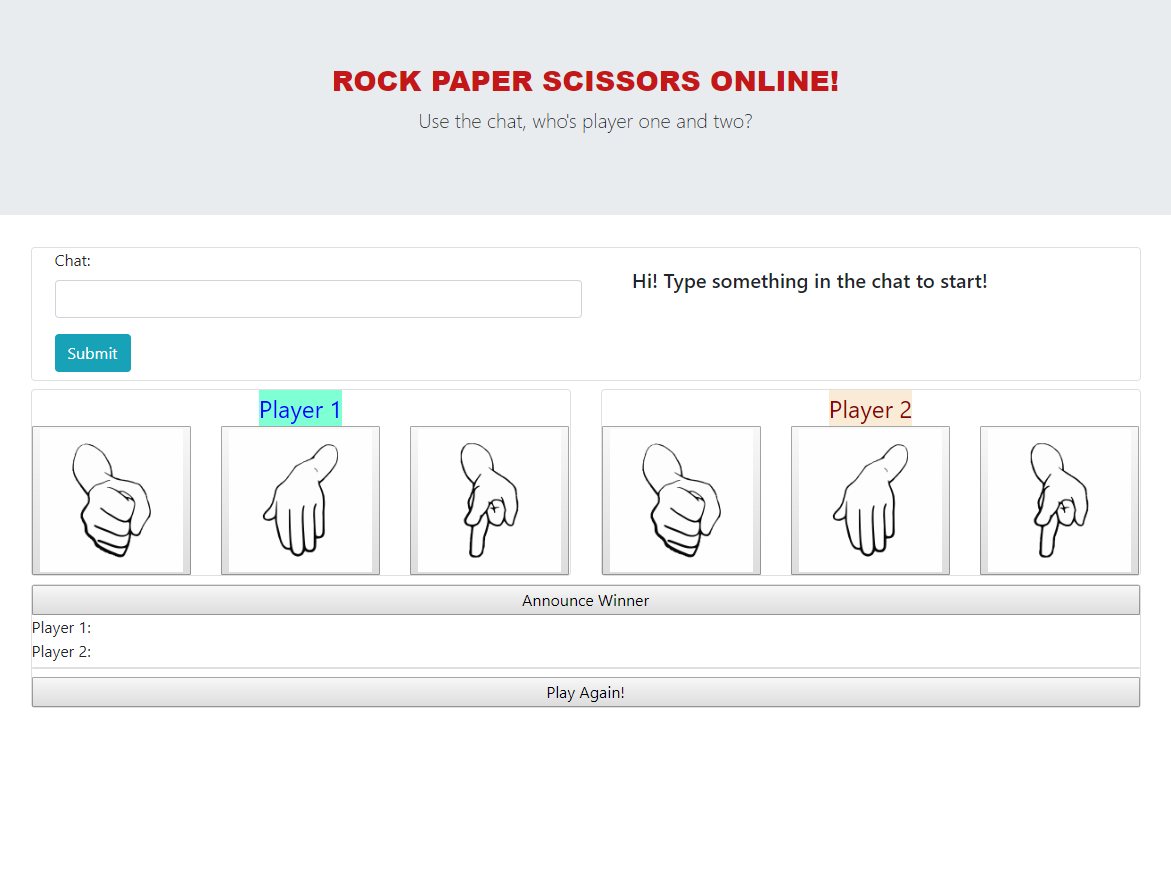 ROCK PAPER SCISSORS ONLINE!
Use the chat, who's player one and two?
Chat:
Hi! Type something in the chat to start!
Submit
Player 1
Player 2
Announce Winner
Player 1:
Player 2:
Play Again!